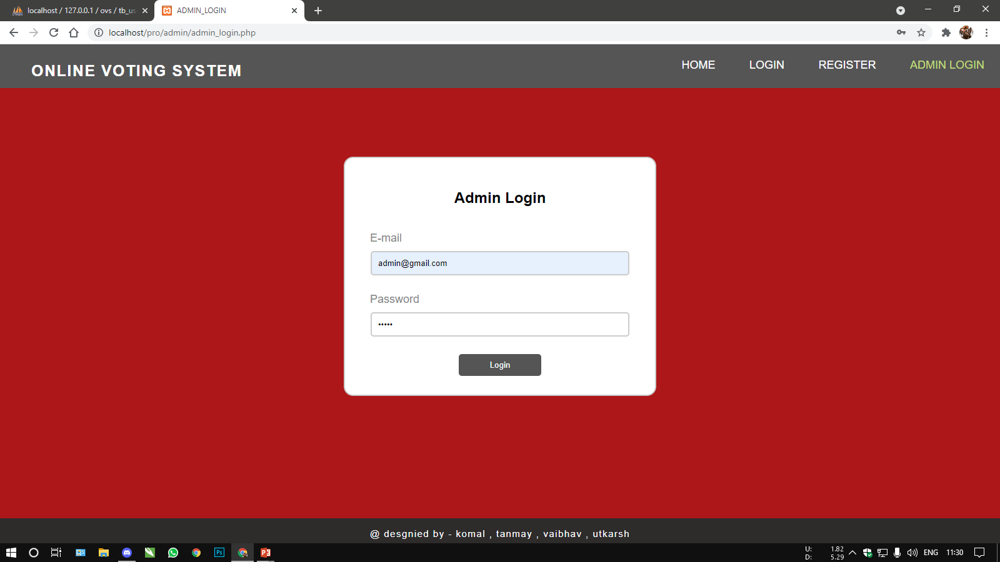 localhost / 127.0.0.1 / ovs / tb_us
ADMIN_LOGIN
localhost/pro/admin/admin_login.php
ONLINE VOTING SYSTEM
HOME
LOGIN
REGISTER
ADMIN LOGIN
Admin Login
E-mail
admin@gmail.com
Password
•••••
Login
@ desgnied by - komal , tanmay , vaibhav , utkarsh
U: 1.82
D: 5.29
ENG
11:30